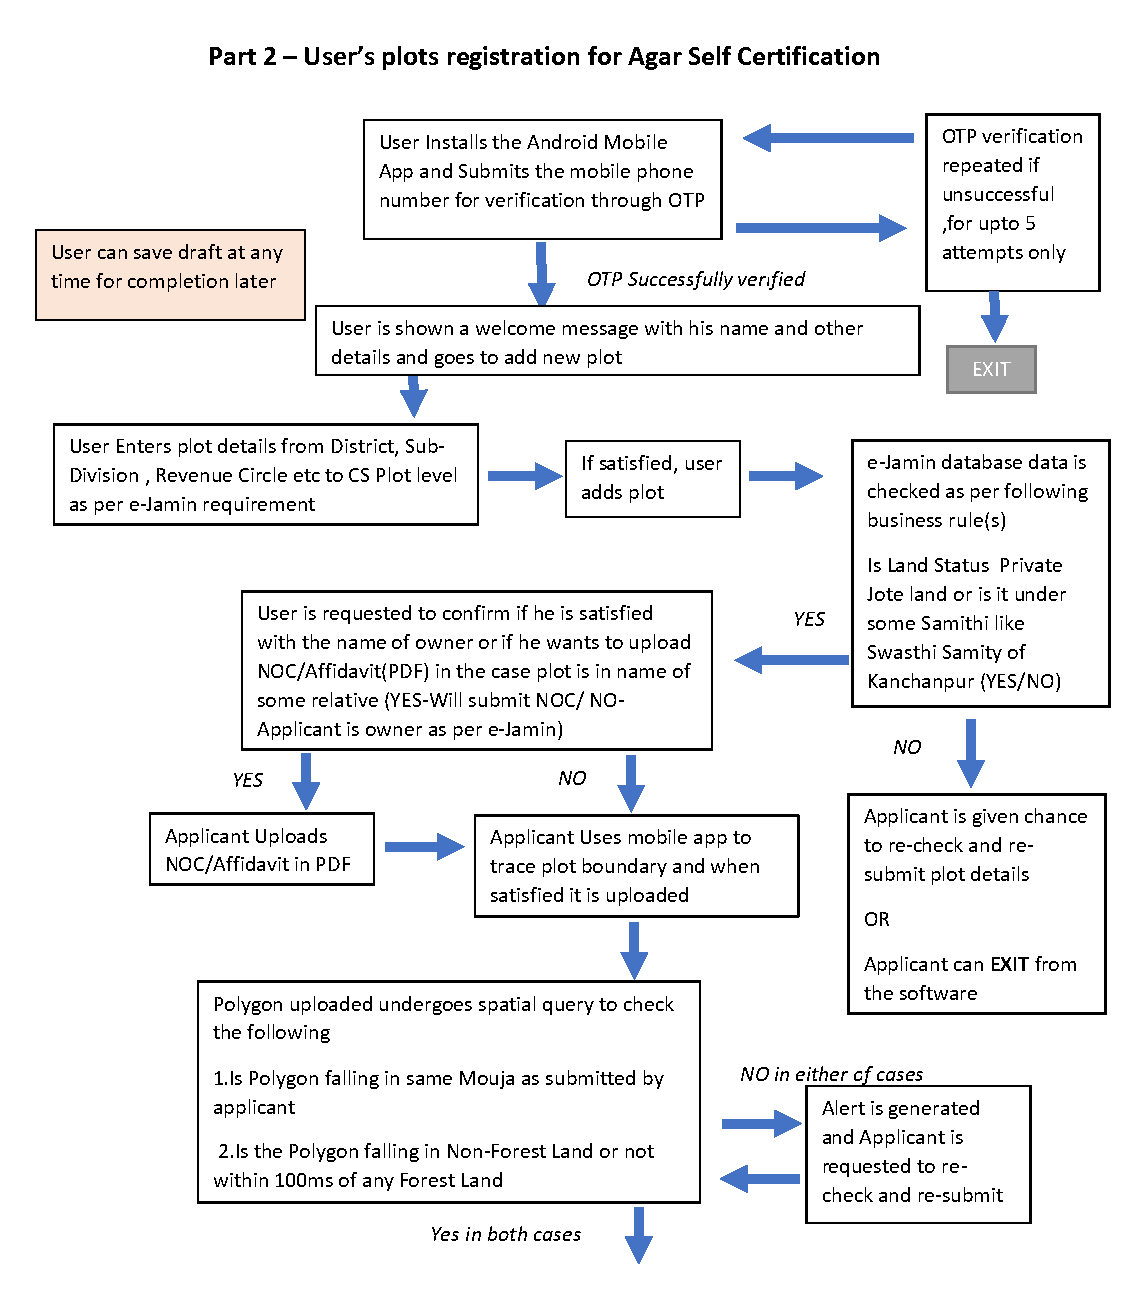 Part 2 – User's plots registration for Agar Self Certification
User Installs the Android Mobile
App and Submits the mobile phone
number for verification through OTP
OTP verification
repeated if
unsuccessful
,for upto 5
attempts only
User can save draft at any
time for completion later
OTP Successfully verified
User is shown a welcome message with his name and other
details and goes to add new plot
EXIT
User Enters plot details from District, Sub-
Division , Revenue Circle etc to CS Plot level
as per e-Jamin requirement
If satisfied, user
adds plot
e-Jamin database data is
checked as per following
business rule(s)
Is Land Status  Private
Jote land or is it under
some Samithi like
Swasthi Samity of
Kanchanpur (YES/NO)
YES
User is requested to confirm if he is satisfied
with the name of owner or if he wants to upload
NOC/Affidavit(PDF) in the case plot is in name of
some relative (YES-Will submit NOC/ NO-
Applicant is owner as per e-Jamin)
NO
YES
NO
Applicant Uploads
NOC/Affidavit in PDF
Applicant Uses mobile app to
trace plot boundary and when
satisfied it is uploaded
Applicant is given chance
to re-check and re-
submit plot details
OR
Applicant can EXIT from
the software
Polygon uploaded undergoes spatial query to check
the following
1.Is Polygon falling in same Mouja as submitted by
applicant
2.Is the Polygon falling in Non-Forest Land or not
within 100ms of any Forest Land
NO in either of cases
Alert is generated
and Applicant is
requested to re-
check and re-submit
Yes in both cases